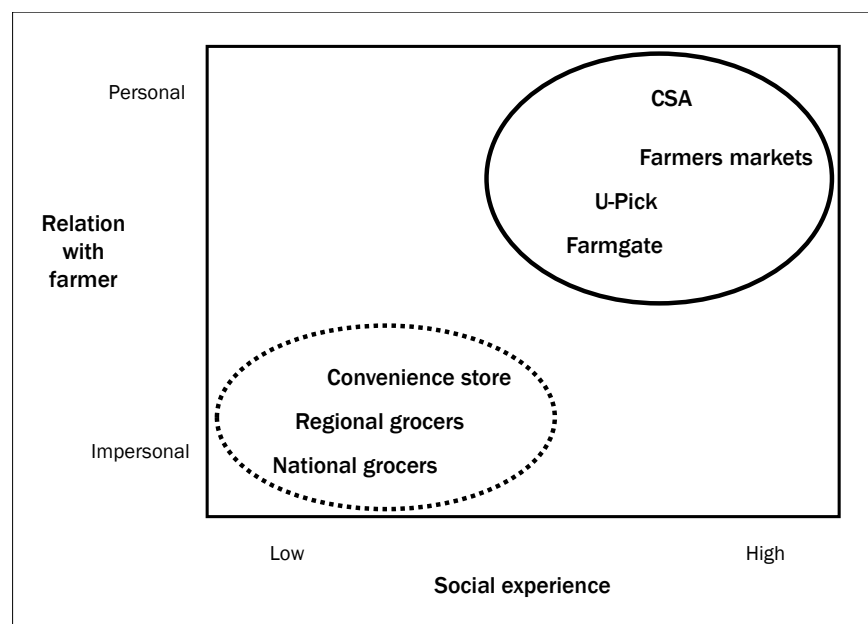 Personal
CSA
Farmers markets
U-Pick
Relation
with
farmer
Farmgate
Convenience store
Regional grocers
Impersonal
National grocers
Low
High
Social experience